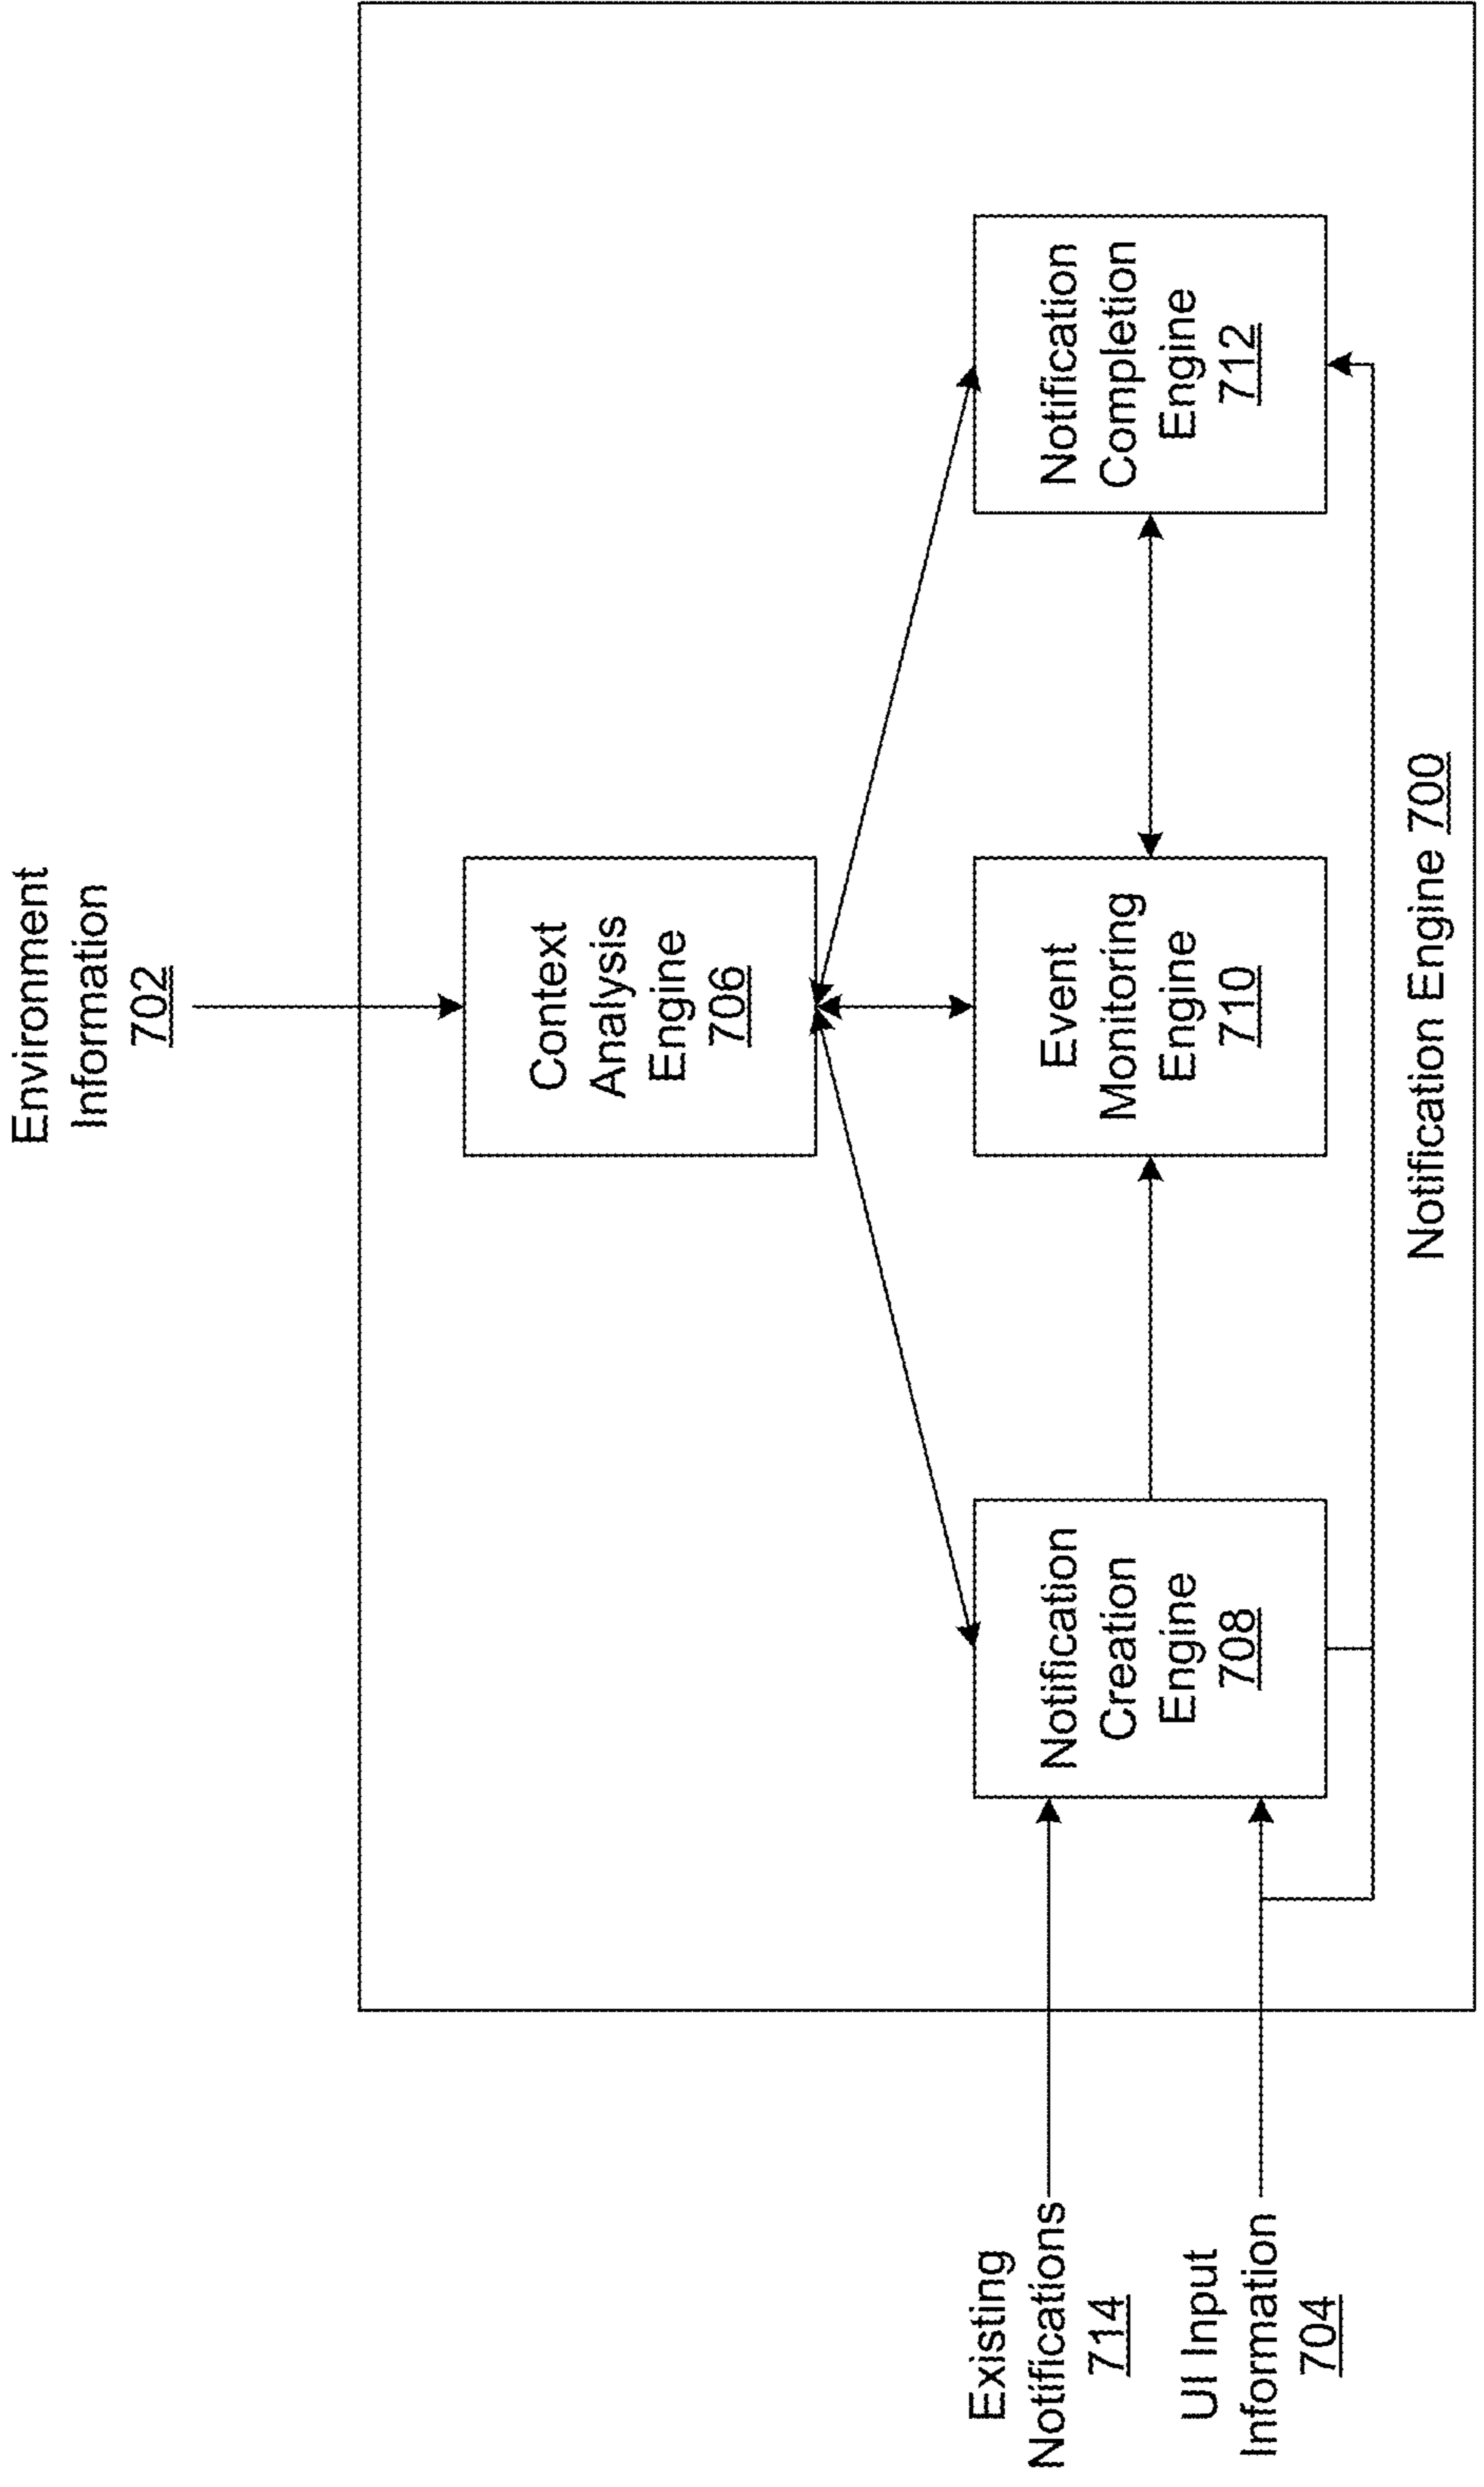 Environment
Information
702
Context
Analysis
Engine
706
Existing
Notifications
714
UI Input
Information
704
Notification
Creation
Engine
708
Event
Monitoring
Engine
710
Notification
Completion
Engine
712
Notification Engine 700